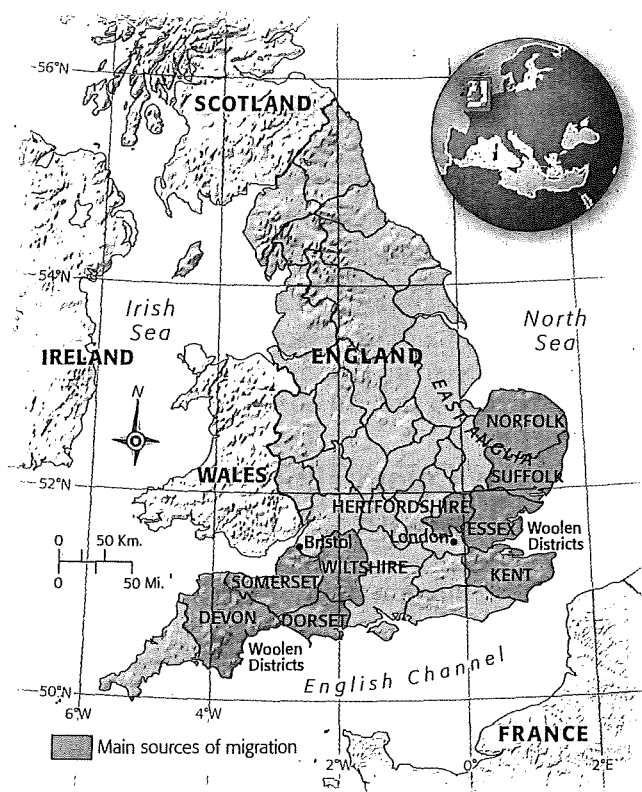 56°N
SCOTLAND
54°N
Irish
Sea
North
Sea
IRELAND
ENGLAND
N
EAST ANGLIA
NORFOLK
SUFFOLK
WALES
52°N
HERTFORDSHIRE
ESSEX
Woolen
Districts
0 50 Km.
0 50 Mi.
Bristol
London
WILTSHIRE
KENT
SOMERSET
DEVON
DORSET
Woolen
Districts
English Channel
50°N
6°W
4°W
2°W
0°
2°E
FRANCE
Main sources of migration